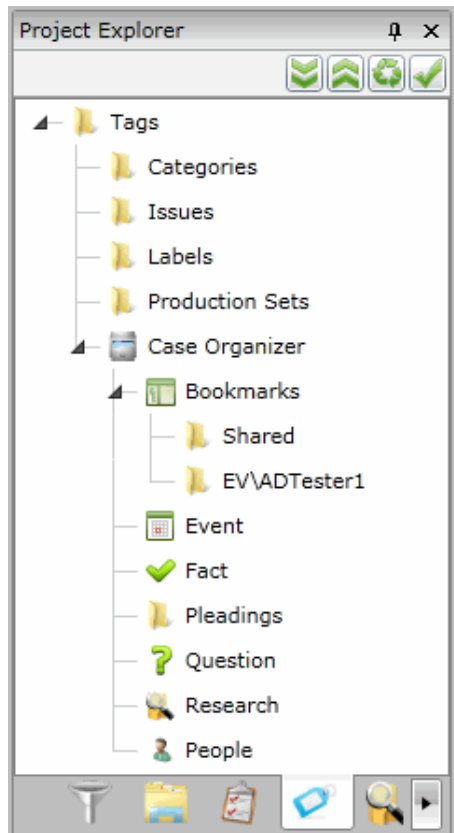 Project Explorer
Tags
Categories
Issues
Labels
Production Sets
Case Organizer
Bookmarks
Shared
EV\ADTester1
Event
Fact
Pleadings
Question
Research
People